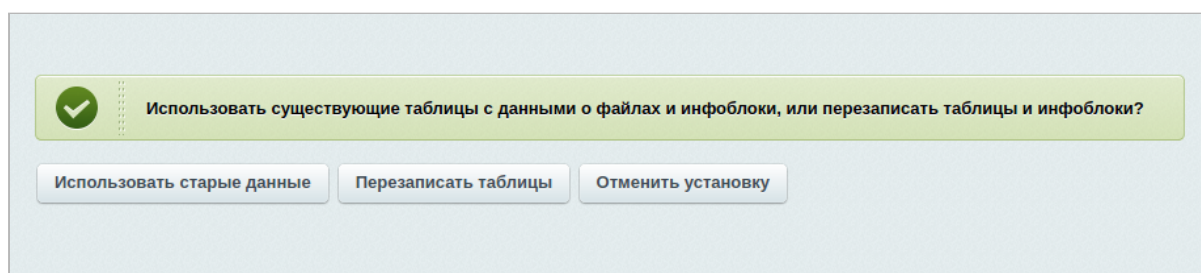 Использовать существующие таблицы с данными о файлах и инфоблоки, или перезаписать таблицы и инфоблоки?
Использовать старые данные Перезаписать таблицы Отменить установку